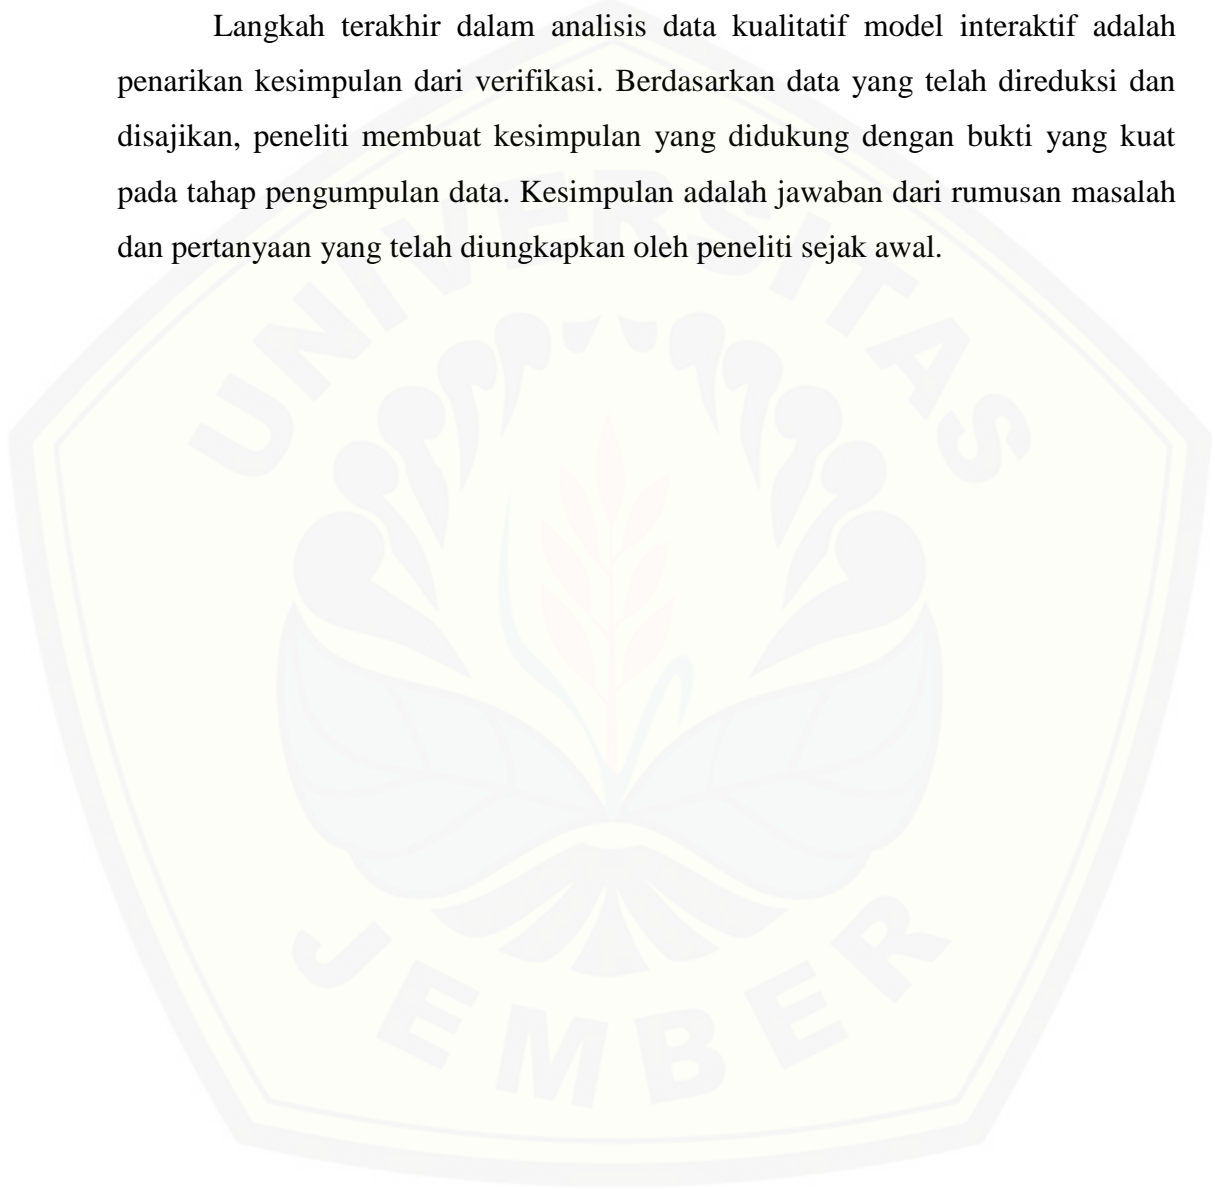 Langkah terakhir dalam analisis data kualitatif model interaktif adalah
penarikan kesimpulan dari verifikasi. Berdasarkan data yang telah direduksi dan
disajikan, peneliti membuat kesimpulan yang didukung dengan bukti yang kuat
pada tahap pengumpulan data. Kesimpulan adalah jawaban dari rumusan masalah
dan pertanyaan yang telah diungkapkan oleh peneliti sejak awal.
UNIVERSITAS
JEMBER